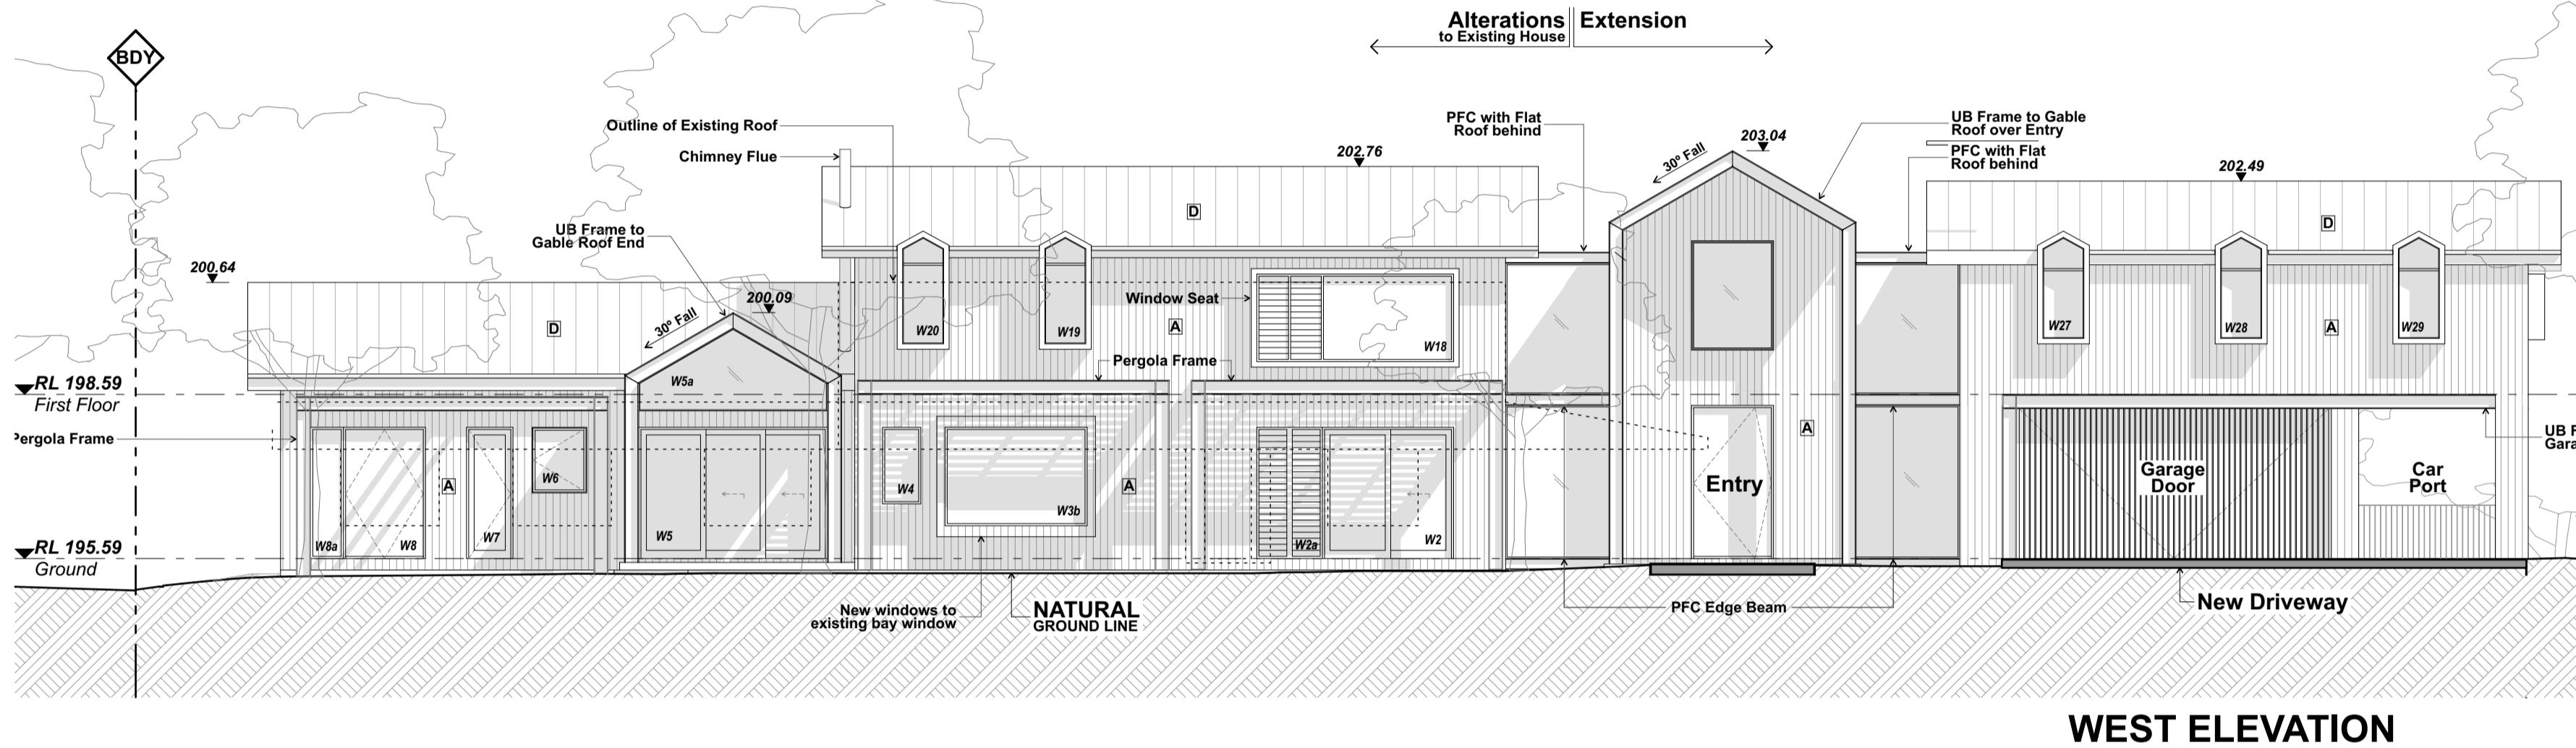 Alterations
to Existing House
Extension
BDY
Outline of Existing Roof
Chimney Flue
PFC with Flat
Roof behind
203.04
30° Fall
UB Frame to Gable
Roof over Entry
PFC with Flat
Roof behind
202.76
202.49
D
D
UB Frame to
Gable Roof End
200.64
200.09
30° Fall
D
Window Seat
W20
W19
A
W18
W27
W28
A
W29
Pergola Frame
W5a
RL 198.59
First Floor
Pergola Frame
A
W6
W4
A
W3b
Entry
A
Garage
Door
Car
Port
UB
Gara
W8a
W8
W7
W5
W2a
W2
RL 195.59
Ground
New windows to
existing bay window
NATURAL
GROUND LINE
PFC Edge Beam
New Driveway
WEST ELEVATION